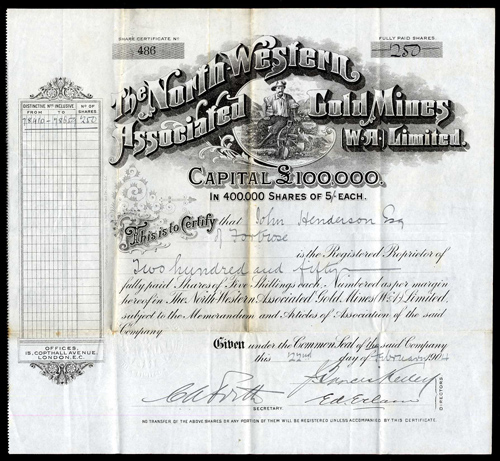 SHARE CERTIFICATE No
486
FULLY PAID SHARES.
250
The North Western
Associated Gold Mines
(W.A.) Limited.
CAPITAL £100,000.
IN 400,000 SHARES OF 5/- EACH.
DISTINCTIVE Nos INCLUSIVE
No OF SHARES
FROM TO
78410 - 78659 250
This is to Certify that John Henderson Esq
of
is the Registered Proprietor of
Two hundred and fifty
fully paid Shares of Five Shillings each, Numbered as per margin
hereof in The North Western Associated Gold Mines (W.A) Limited,
subject to the Memorandum and Articles of Association of the said
Company.
Given under the Common Seal of the said Company
this 22nd day of February 1904
OFFICES,
15, COPTHALL AVENUE,
LONDON, E.C.
SECRETARY.
DIRECTORS
NO TRANSFER OF THE ABOVE SHARES OR ANY PORTION OF THEM WILL BE REGISTERED UNLESS ACCOMPANIED BY THIS CERTIFICATE.